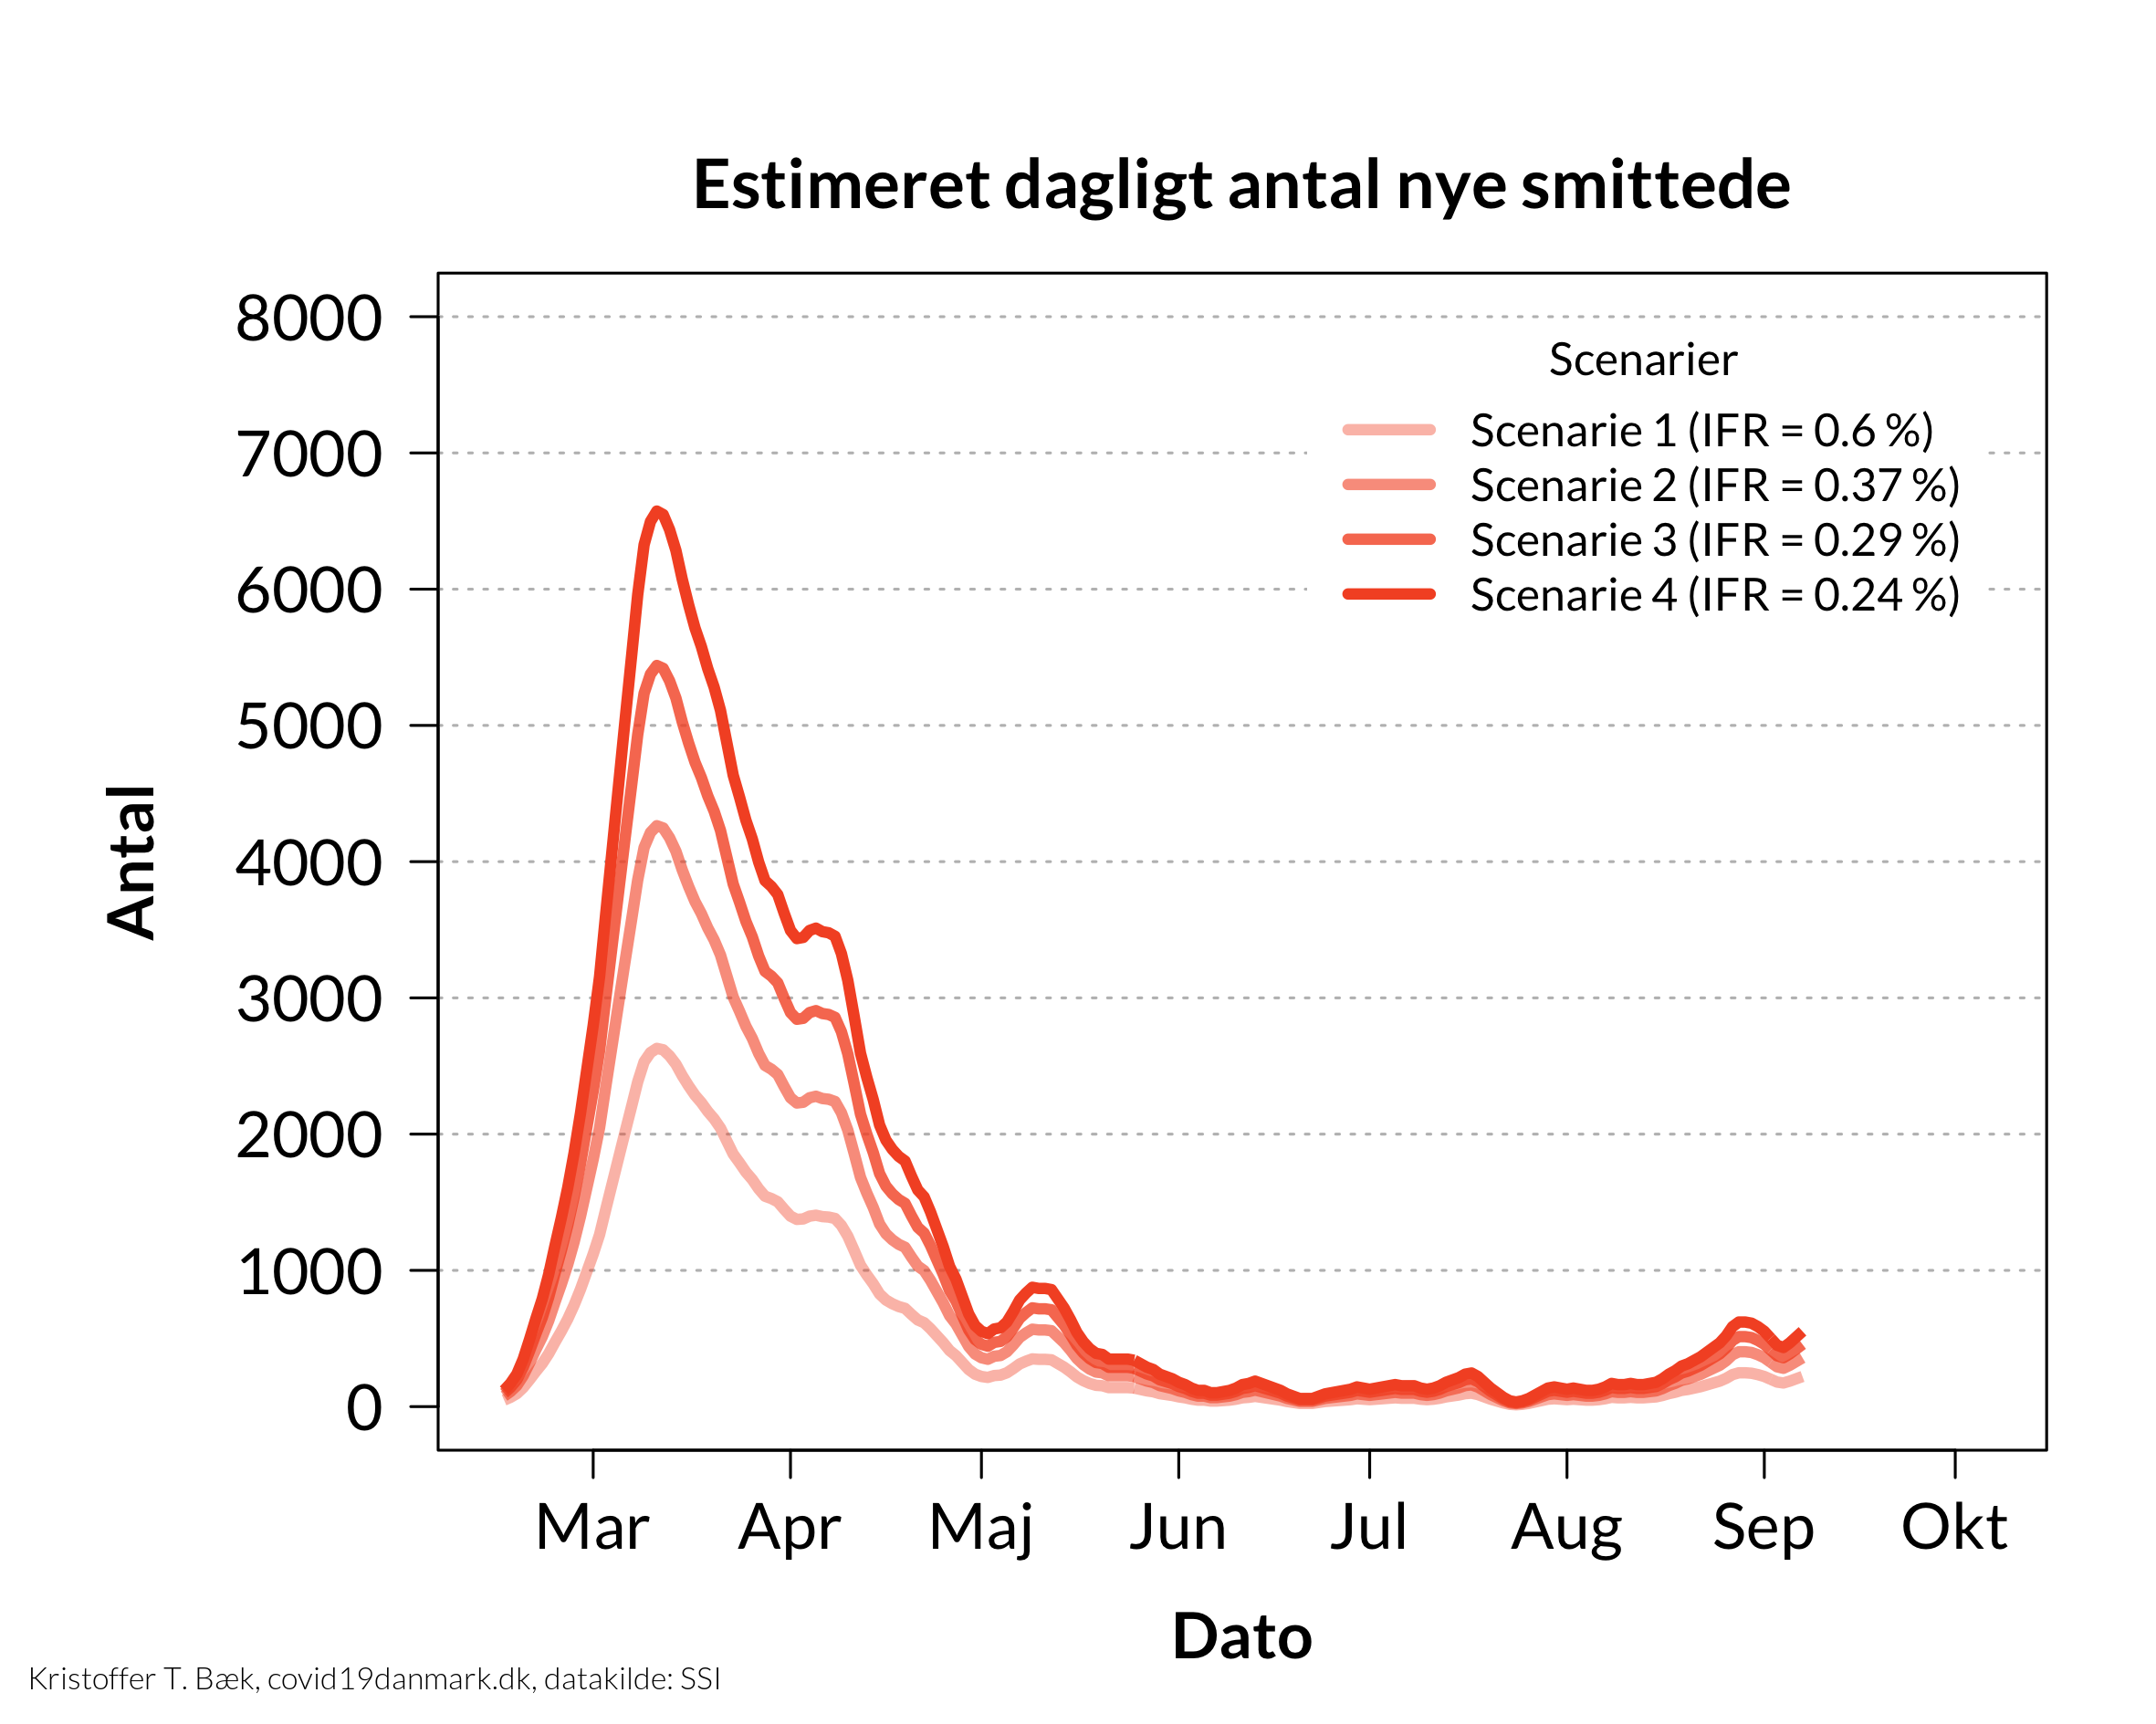 Estimeret dagligt antal nye smittede
8000
7000
6000
5000
4000
3000
2000
1000
0
Antal
Scenarier
Scenarie 1 (IFR = 0.6 %)
Scenarie 2 (IFR = 0.37 %)
Scenarie 3 (IFR = 0.29 %)
Scenarie 4 (IFR = 0.24 %)
Mar Apr Maj Jun Jul Aug Sep Okt
Dato
Kristoffer T. Bæk, covid19danmark.dk, datakilde: SSI